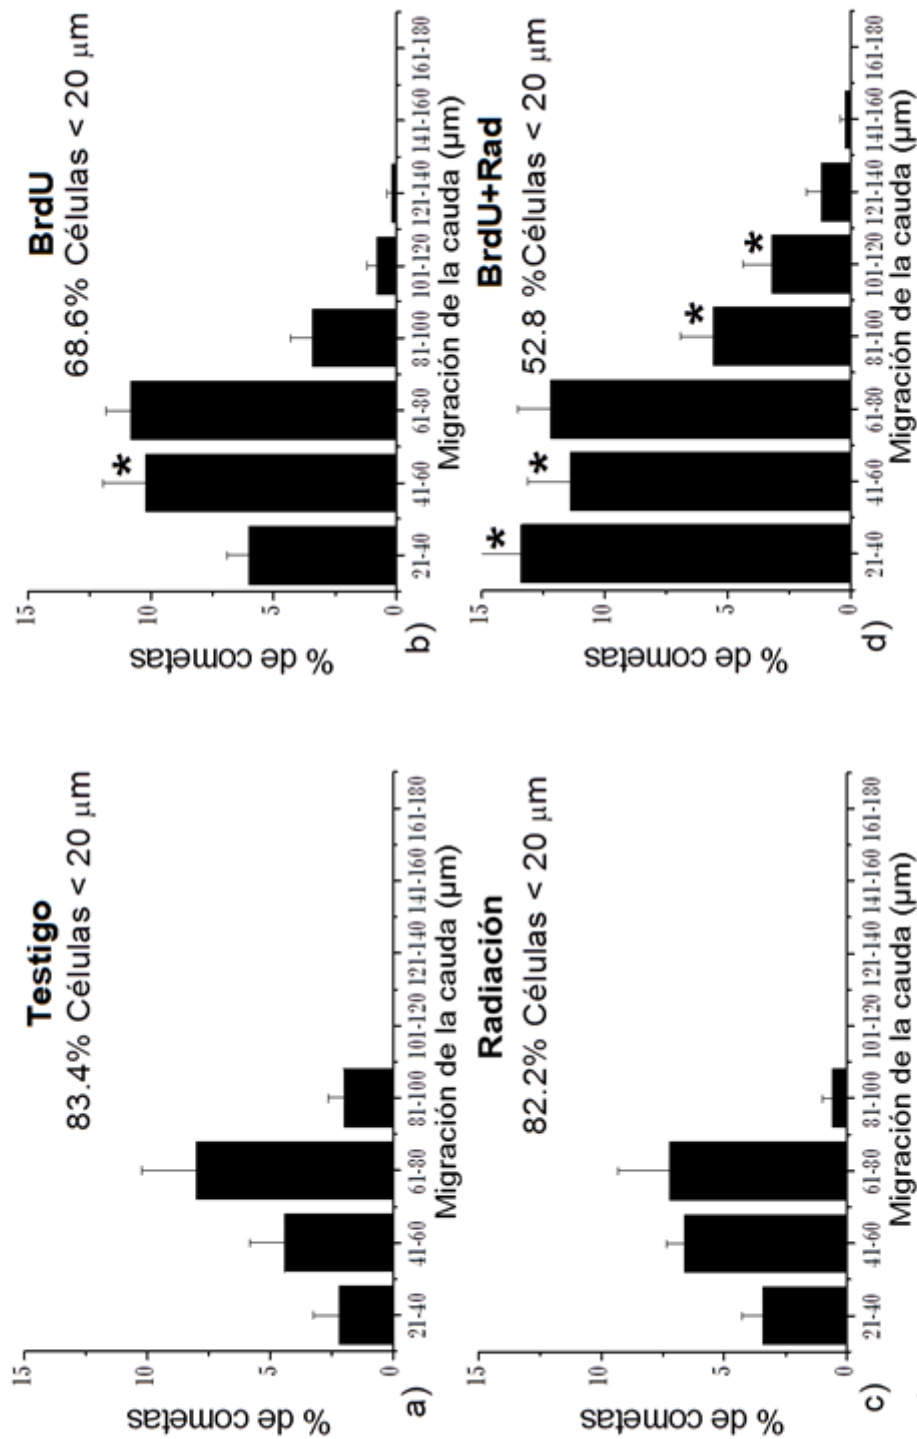 Testigo
83.4% Células < 20 µm
% de cometas
15
10
5
0
21-40 41-60 61-80 81-100 101-120 121-140 141-160 161-180
a)
Migración de la cauda (µm)
BrdU
68.6% Células < 20 µm
% de cometas
15
10
5
0
*
21-40 41-60 61-80 81-100 101-120 121-140 141-160 161-180
b)
Migración de la cauda (µm)
Radiación
82.2% Células < 20 µm
% de cometas
15
10
5
0
21-40 41-60 61-80 81-100 101-120 121-140 141-160 161-180
c)
Migración de la cauda (µm)
BrdU+Rad
52.8 %Células < 20 µm
% de cometas
15
10
5
0
* * * *
21-40 41-60 61-80 81-100 101-120 121-140 141-160 161-180
d)
Migración de la cauda (µm)